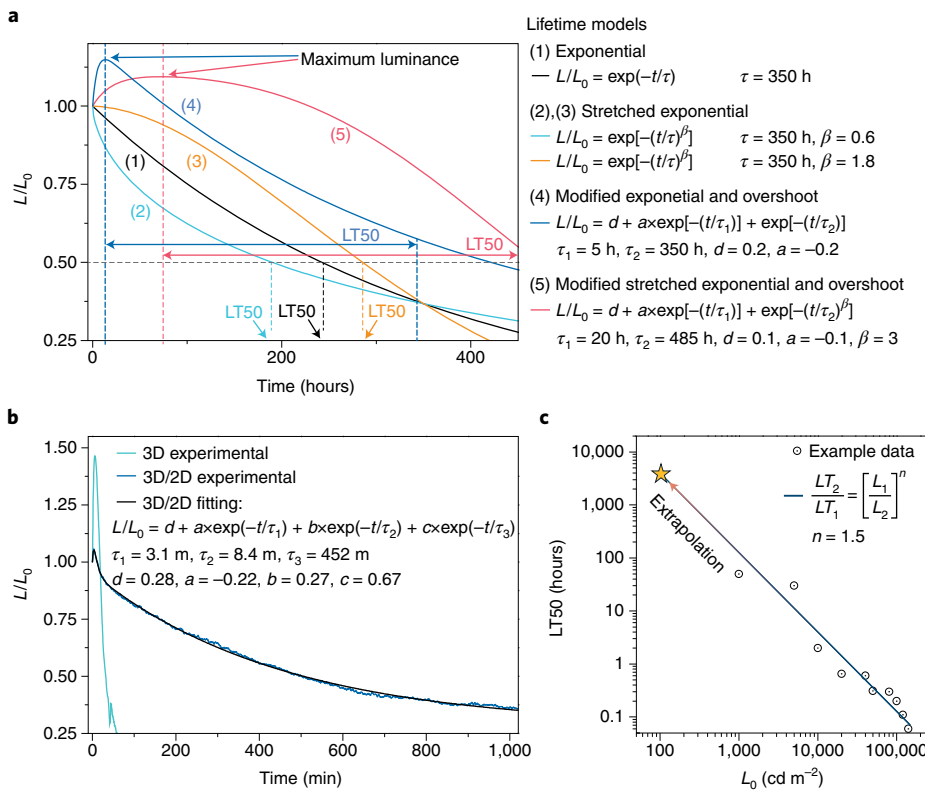 a
Maximum luminance
(4)
(5)
(1)
(3)
(2)
LT50
LT50
LT50
LT50
LT50
1.00
0.75
0.50
0.25
L/L0
0
200
400
Time (hours)
Lifetime models
(1) Exponential
L/L0 = exp(−t/τ) τ = 350 h
(2),(3) Stretched exponential
L/L0 = exp[−(t/τ)^β] τ = 350 h, β = 0.6
L/L0 = exp[−(t/τ)^β] τ = 350 h, β = 1.8
(4) Modified exponetial and overshoot
L/L0 = d + a×exp[−(t/τ1)] + exp[−(t/τ2)]
τ1 = 5 h, τ2 = 350 h, d = 0.2, a = −0.2
(5) Modified stretched exponential and overshoot
L/L0 = d + a×exp[−(t/τ1)] + exp[−(t/τ2)^β]
τ1 = 20 h, τ2 = 485 h, d = 0.1, a = −0.1, β = 3
b
1.50
1.25
1.00
0.75
0.50
0.25
L/L0
3D experimental
3D/2D experimental
3D/2D fitting:
L/L0 = d + a×exp(−t/τ1) + b×exp(−t/τ2) + c×exp(−t/τ3)
τ1 = 3.1 m, τ2 = 8.4 m, τ3 = 452 m
d = 0.28, a = −0.22, b = 0.27, c = 0.67
0
200
400
600
800
1,000
Time (min)
c
10,000
1,000
100
10
1
0.1
LT50 (hours)
Example data
LT2/LT1 = [L1/L2]^n
n = 1.5
Extrapolation
100
1,000
10,000
100,000
L0 (cd m−2)